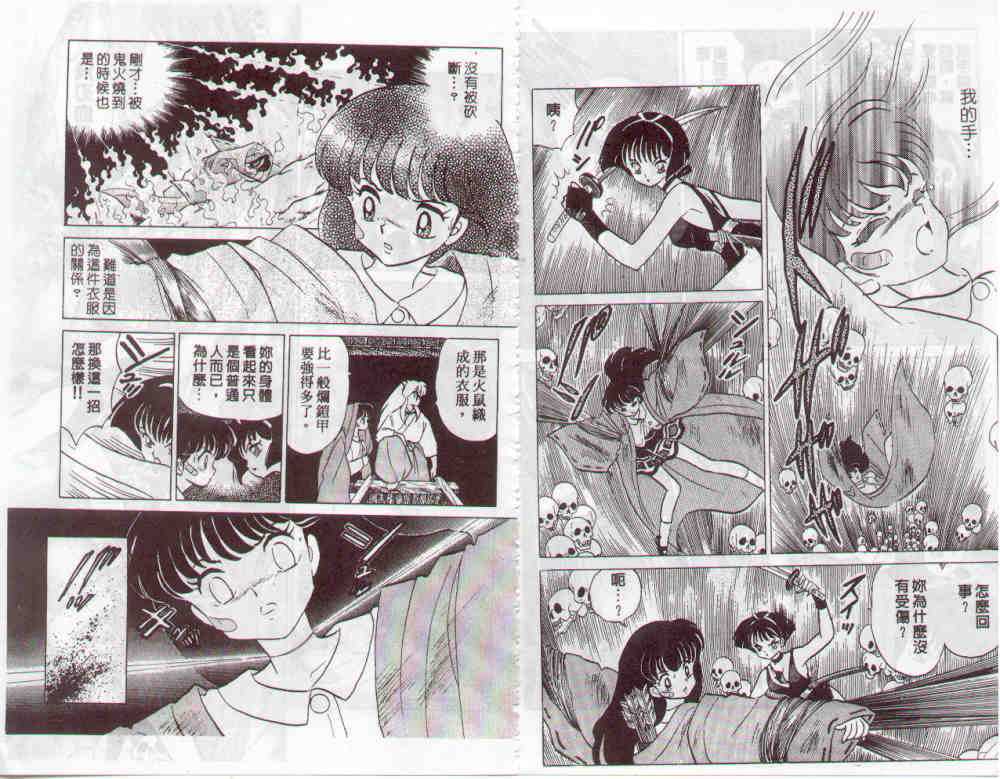 我的手…
咦?
怎麼回
事?
妳為什麼沒
有受傷?
呃…?
沒有被砍
斷…?
剛才…被
鬼火燒到
的時候也
是…
難道是因
為這件衣服
的關係?
那是火鼠織
成的衣服,
比一般爛鎧甲
要強得多了。
妳的身體
看起來只
是個普通
人而已,
為什麼…
那換這一招
怎麼樣!!